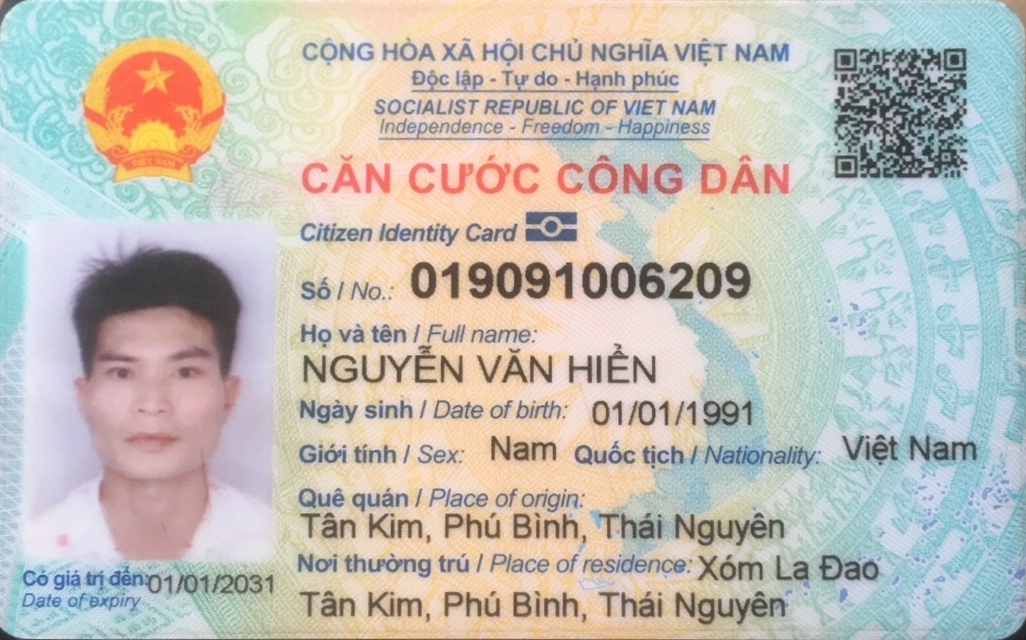 CỘNG HÒA XÃ HỘI CHỦ NGHĨA VIỆT NAM
Độc lập - Tự do - Hạnh phúc
SOCIALIST REPUBLIC OF VIET NAM
Independence - Freedom - Happiness
CĂN CƯỚC CÔNG DÂN
Citizen Identity Card
Số / No.: 019091006209
Họ và tên / Full name:
NGUYỄN VĂN HIỂN
Ngày sinh / Date of birth: 01/01/1991
Giới tính / Sex: Nam Quốc tịch / Nationality: Việt Nam
Quê quán / Place of origin:
Tân Kim, Phú Bình, Thái Nguyên
Nơi thường trú / Place of residence: Xóm La Đao
Tân Kim, Phú Bình, Thái Nguyên
Có giá trị đến: 01/01/2031
Date of expiry
VIỆT NAM